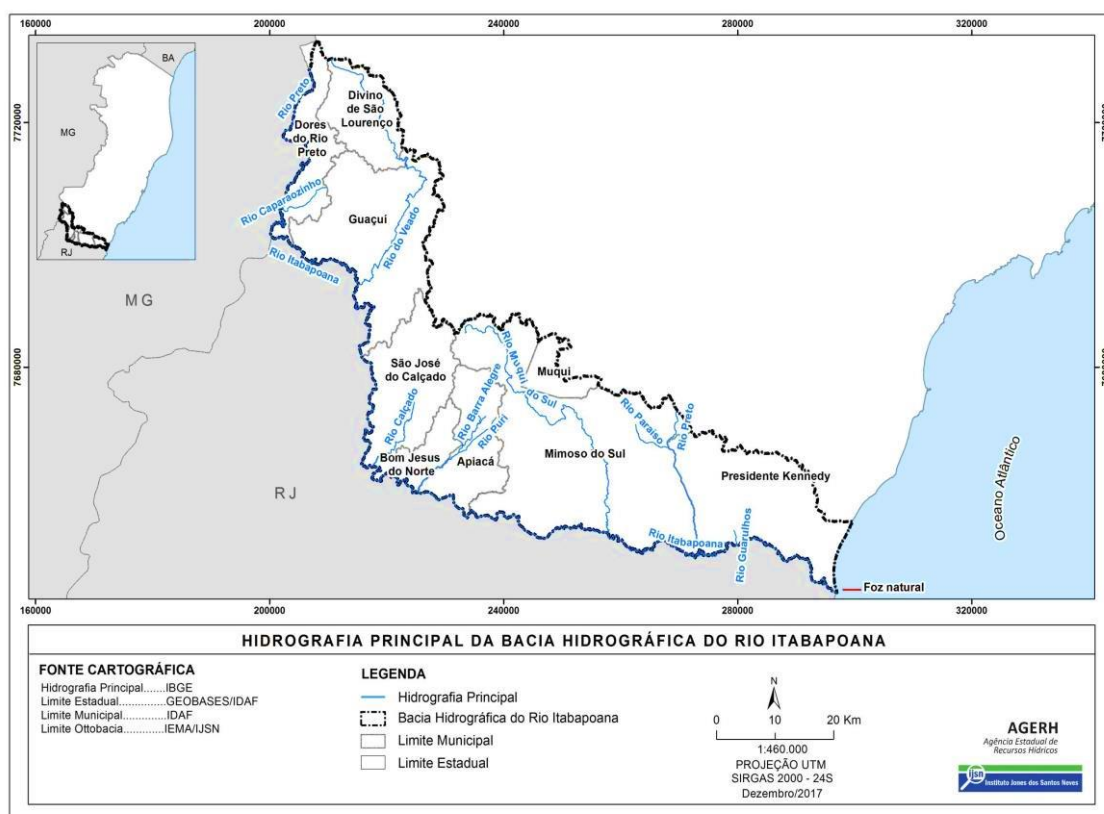 160000
200000
240000
280000
320000
BA
MG
RJ
7720000
7720000
7680000
7680000
Rio Preto
Divino
de São
Lourenço
Dores
do Rio
Preto
Rio Caparaozinho
Guaçuí
Rio do Veado
Rio Itabapoana
MG
São José
do Calçado
Rio Muqui do Sul
Muqui
Rio Calçado
Rio Barra Alegre
Rio Puri
Rio Paraiso
Rio Preto
Bom Jesus
do Norte
Apiacá
Mimoso do Sul
Presidente Kennedy
RJ
Rio Itabapoana
Rio Guarulhos
Oceano Atlântico
Foz natural
160000
200000
240000
280000
320000
HIDROGRAFIA PRINCIPAL DA BACIA HIDROGRÁFICA DO RIO ITABAPOANA
FONTE CARTOGRÁFICA
Hidrografia Principal.......IBGE
Limite Estadual...............GEOBASES/IDAF
Limite Municipal..............IDAF
Limite Ottobacia.............IEMA/IJSN
LEGENDA
Hidrografia Principal
Bacia Hidrográfica do Rio Itabapoana
Limite Municipal
Limite Estadual
N
0 10 20 Km
1:460.000
PROJEÇÃO UTM
SIRGAS 2000 - 24S
Dezembro/2017
AGERH
Agência Estadual de
Recursos Hídricos
ijsn
Instituto Jones dos Santos Neves